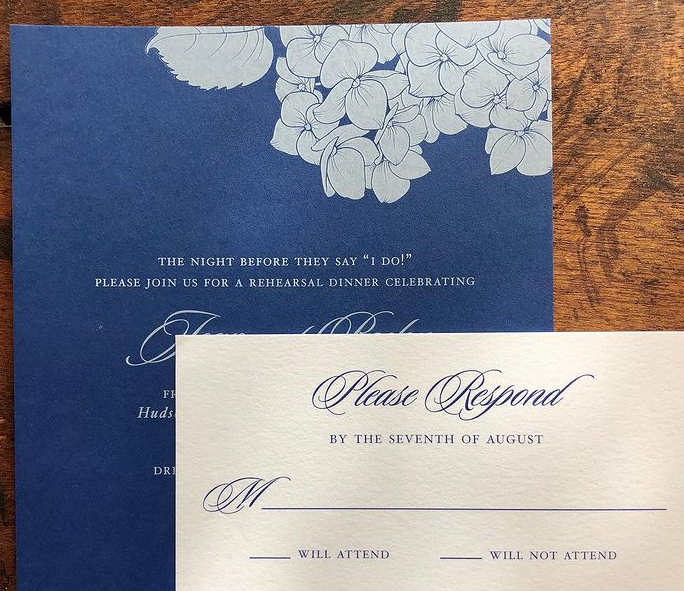 THE NIGHT BEFORE THEY SAY “I DO!”
PLEASE JOIN US FOR A REHEARSAL DINNER CELEBRATING
Please Respond
BY THE SEVENTH OF AUGUST
M
WILL ATTEND WILL NOT ATTEND